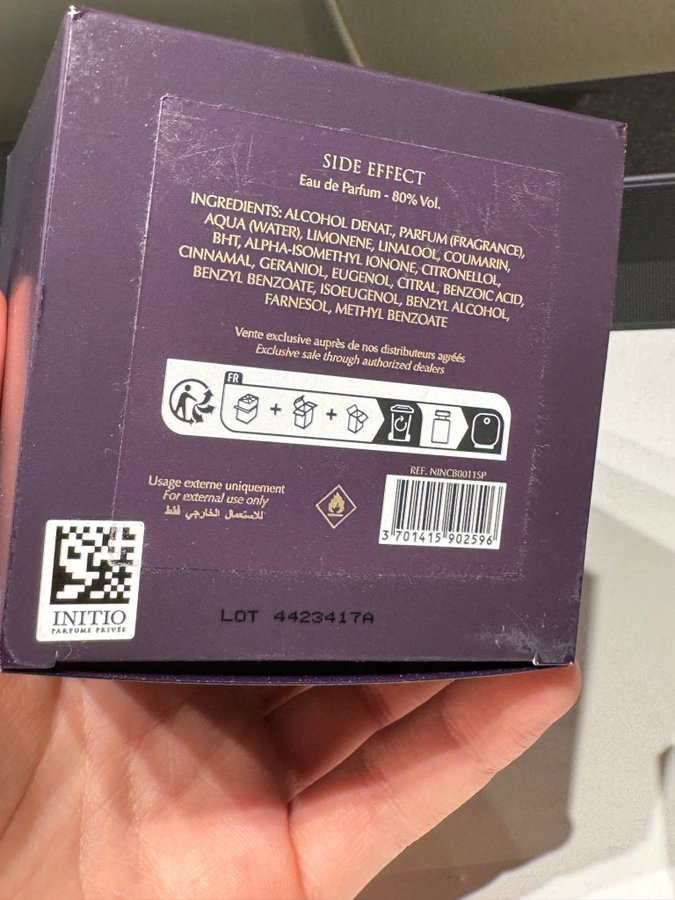 SIDE EFFECT
Eau de Parfum - 80% Vol.
INGREDIENTS: ALCOHOL DENAT., PARFUM (FRAGRANCE),
AQUA (WATER), LIMONENE, LINALOOL, COUMARIN,
BHT, ALPHA-ISOMETHYL IONONE, CITRONELLOL,
CINNAMAL, GERANIOL, EUGENOL, CITRAL, BENZOIC ACID,
BENZYL BENZOATE, ISOEUGENOL, BENZYL ALCOHOL,
FARNESOL, METHYL BENZOATE
Vente exclusive auprès de nos distributeurs agréés
Exclusive sale through authorized dealers
FR
+ +
Usage externe uniquement
For external use only
للاستعمال الخارجي فقط
REF. NINCB0011SP
3 701415 902596
INITIO
PARFUMS PRIVÉS
LOT 4423417A